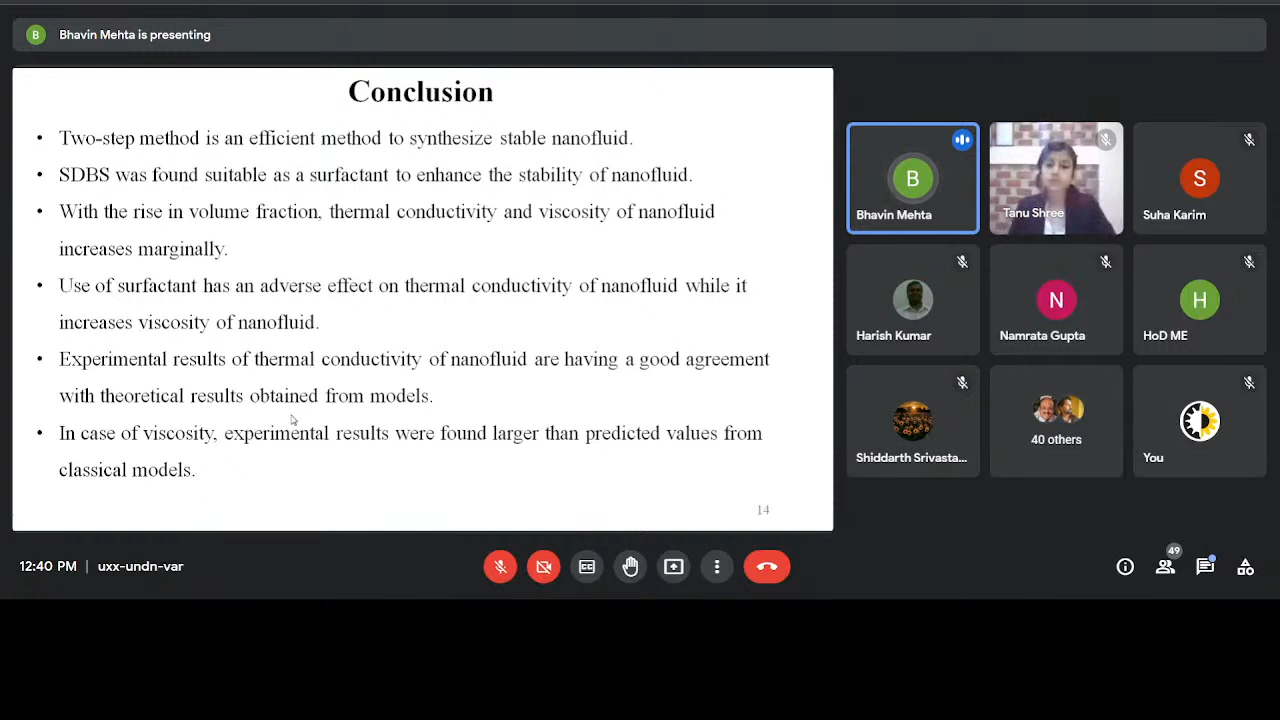 B Bhavin Mehta is presenting
Conclusion
• Two-step method is an efficient method to synthesize stable nanofluid.
• SDBS was found suitable as a surfactant to enhance the stability of nanofluid.
• With the rise in volume fraction, thermal conductivity and viscosity of nanofluid
increases marginally.
• Use of surfactant has an adverse effect on thermal conductivity of nanofluid while it
increases viscosity of nanofluid.
• Experimental results of thermal conductivity of nanofluid are having a good agreement
with theoretical results obtained from models.
• In case of viscosity, experimental results were found larger than predicted values from
classical models.
14
B
Bhavin Mehta
Tanu Shree
S
Suha Karim
Harish Kumar
N
Namrata Gupta
H
HoD ME
Shiddarth Srivasta...
40 others
You
12:40 PM | uxx-undn-var
CC
49